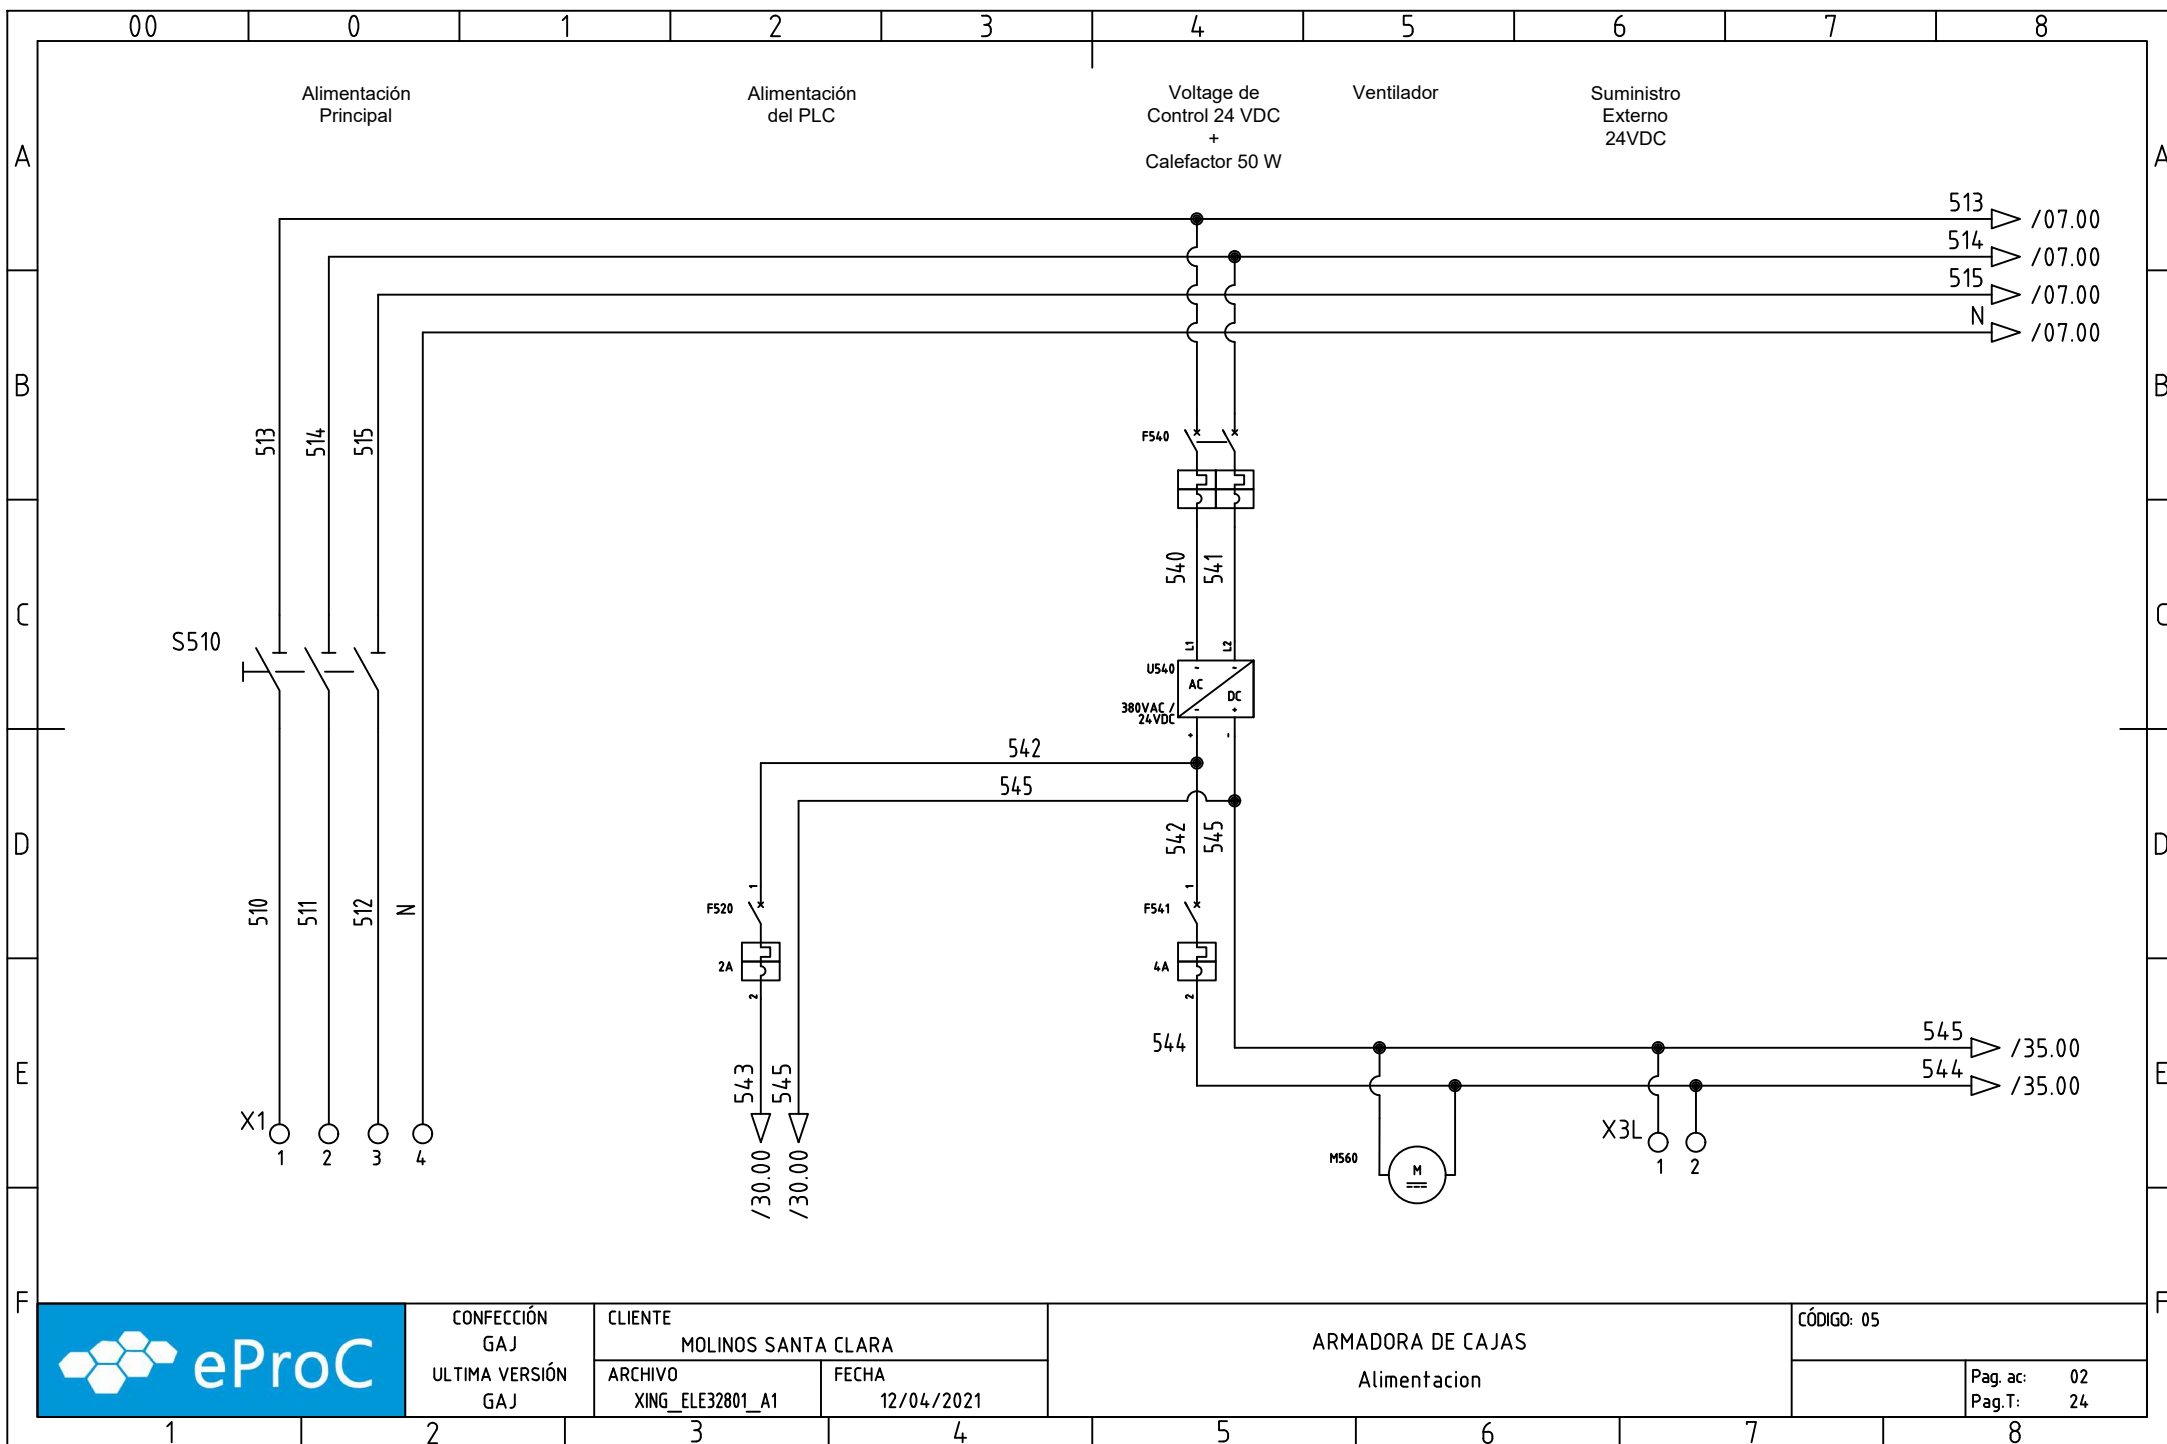 00 0 1 2 3 4 5 6 7 8
Alimentación
Principal
Alimentación
del PLC
Voltage de
Control 24 VDC
+
Calefactor 50 W
Ventilador
Suministro
Externo
24VDC
A A
513 /07.00
514 /07.00
515 /07.00
N /07.00
B B
513 514 515
F540
540 541
C C
S510
L1 L2
U540
- -
AC
DC
380VAC /
24VDC
- +
+ -
542
545
542 545
D D
510 511 512 N
1
F520
2A
2
1
F541
4A
2
544
545 /35.00
544 /35.00
E E
543 545
/30.00 /30.00
X1
1 2 3 4
M560
M
X3L
1 2
F F
eProC
CONFECCIÓN
GAJ
ULTIMA VERSIÓN
GAJ
CLIENTE
MOLINOS SANTA CLARA
ARCHIVO
XING_ELE32801_A1
FECHA
12/04/2021
ARMADORA DE CAJAS
Alimentacion
CÓDIGO: 05
Pag. ac: 02
Pag.T: 24
1 2 3 4 5 6 7 8